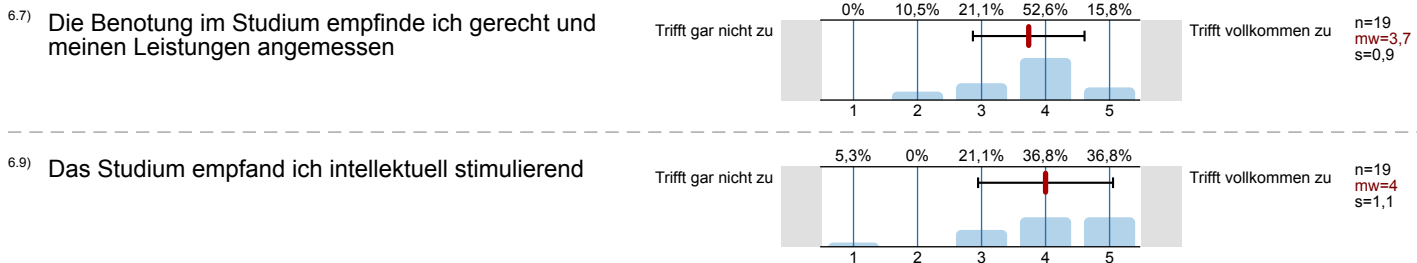 6.7) Die Benotung im Studium empfinde ich gerecht und
meinen Leistungen angemessen
Trifft gar nicht zu
0% 10,5% 21,1% 52,6% 15,8%
1 2 3 4 5
Trifft vollkommen zu
n=19
mw=3,7
s=0,9
6.9) Das Studium empfand ich intellektuell stimulierend
Trifft gar nicht zu
5,3% 0% 21,1% 36,8% 36,8%
1 2 3 4 5
Trifft vollkommen zu
n=19
mw=4
s=1,1